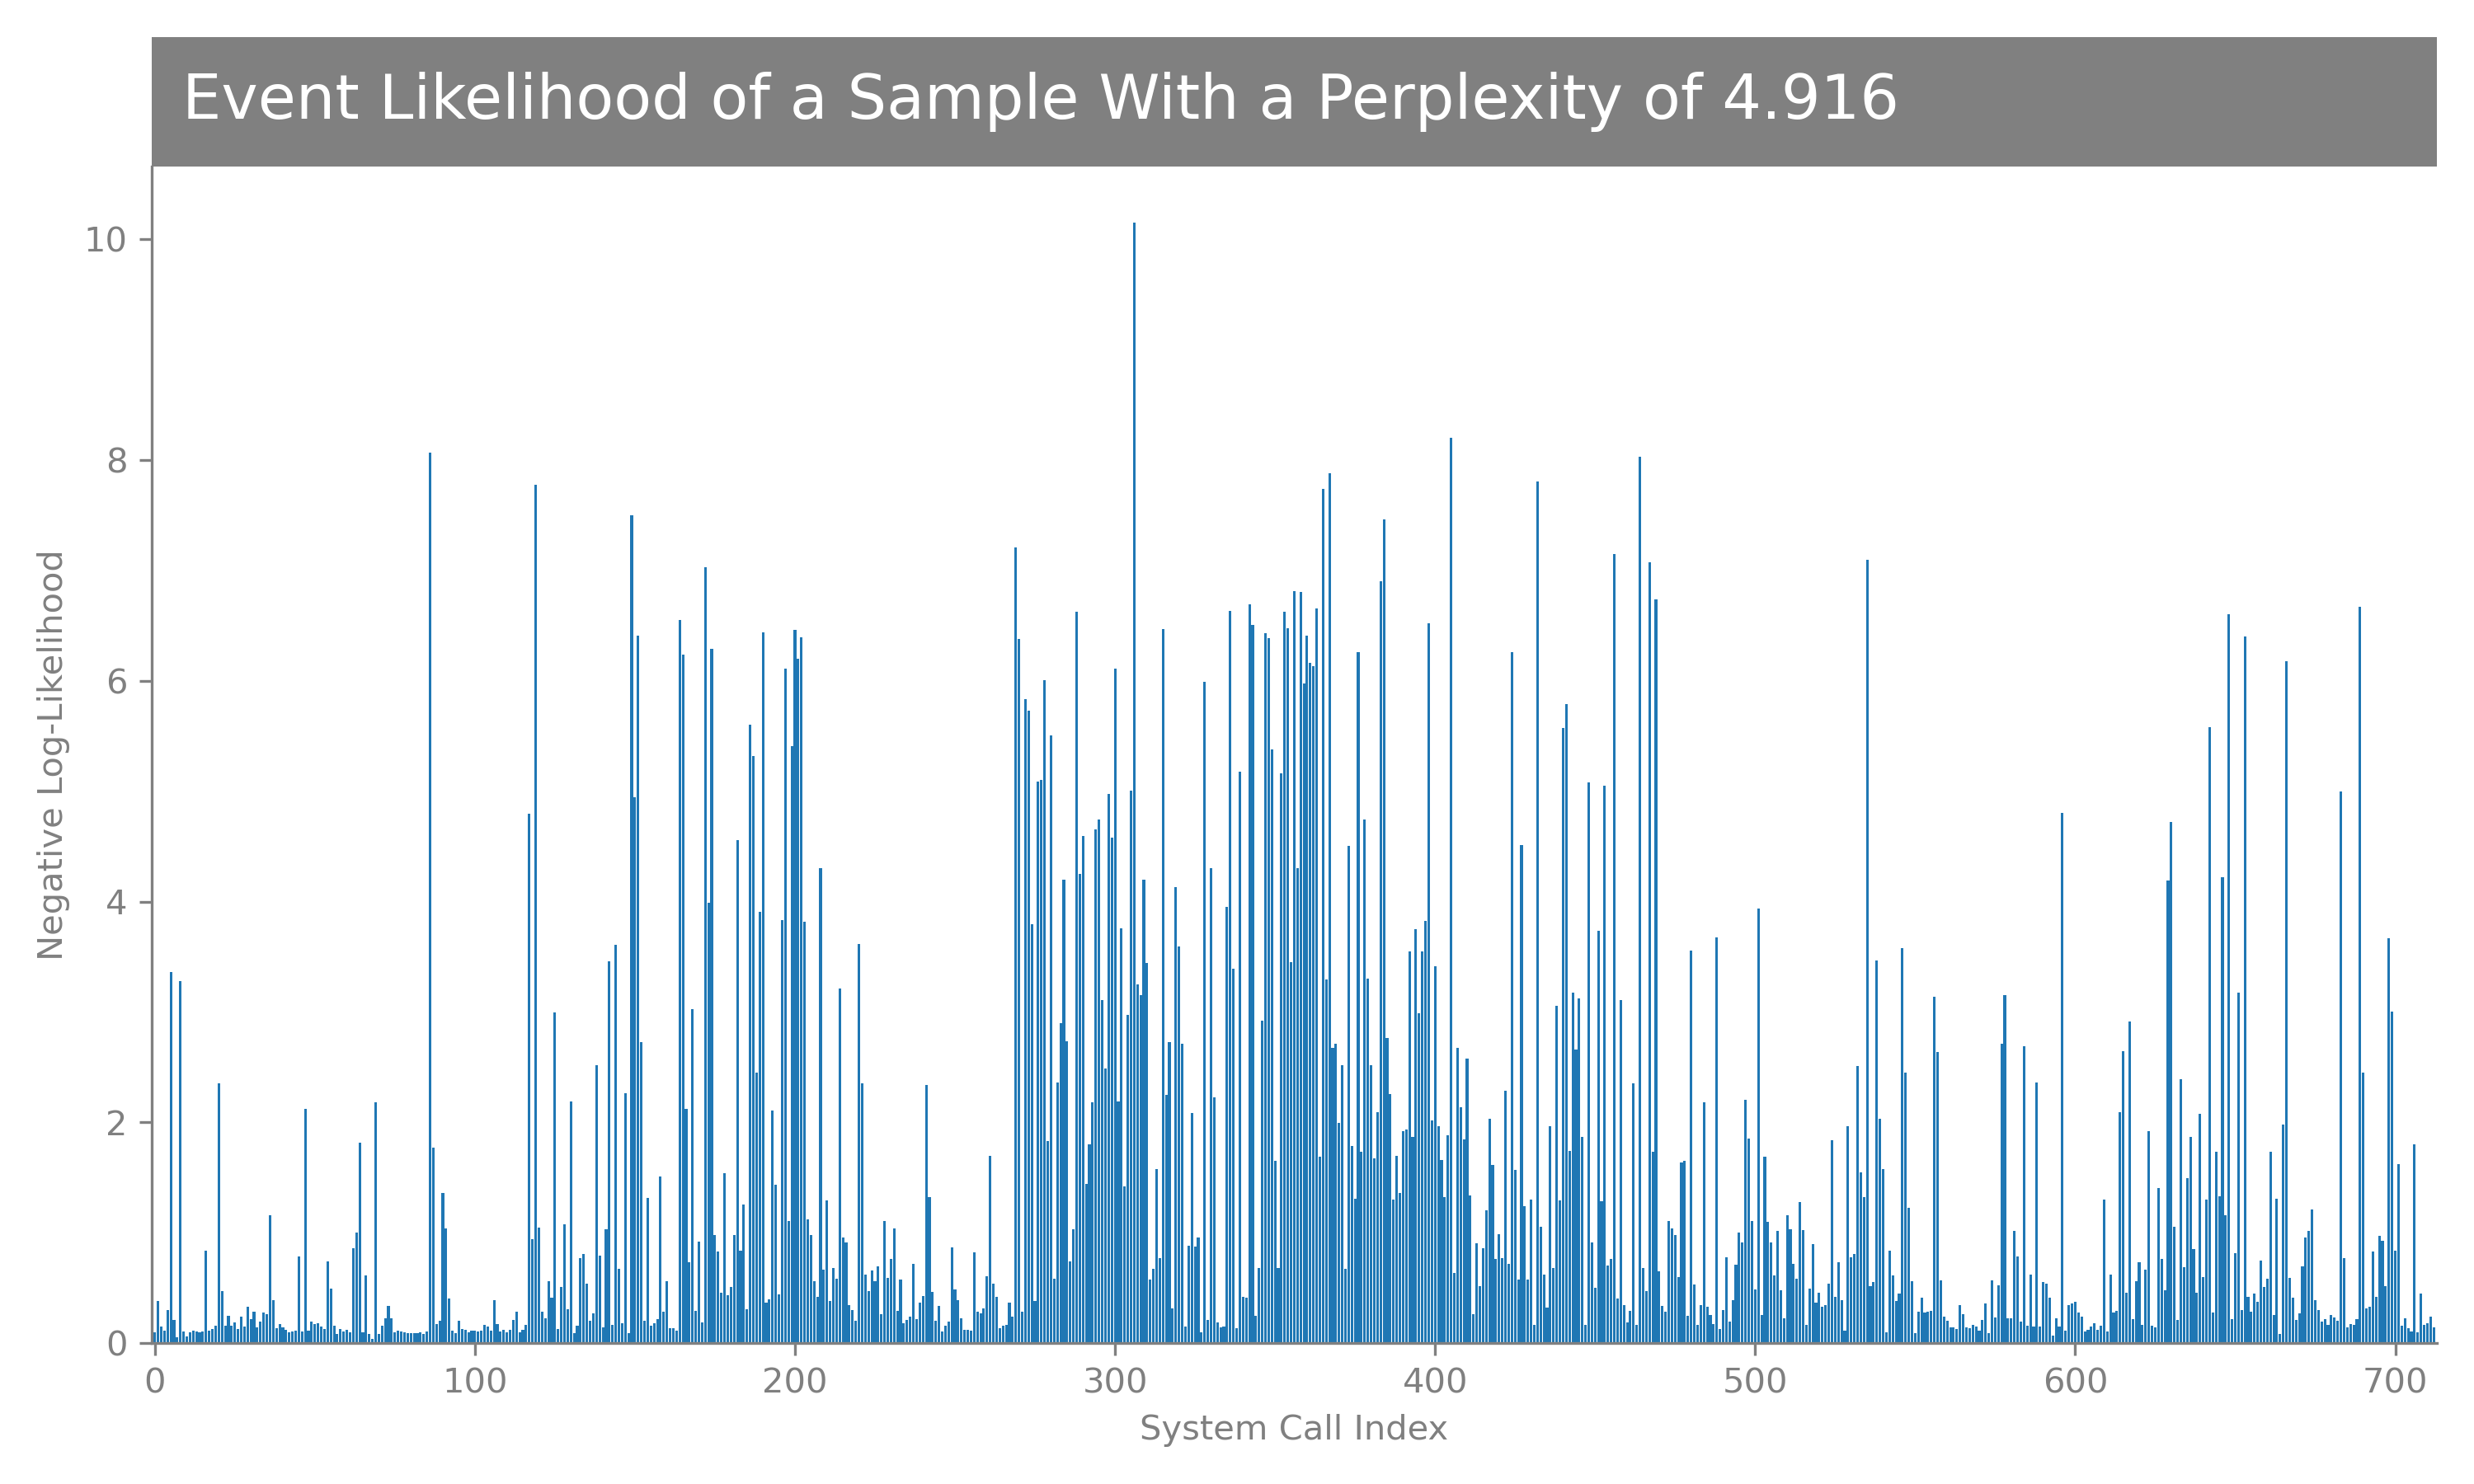 Event Likelihood of a Sample With a Perplexity of 4.916
Negative Log-Likelihood
10
8
6
4
2
0
0 100 200 300 400 500 600 700
System Call Index